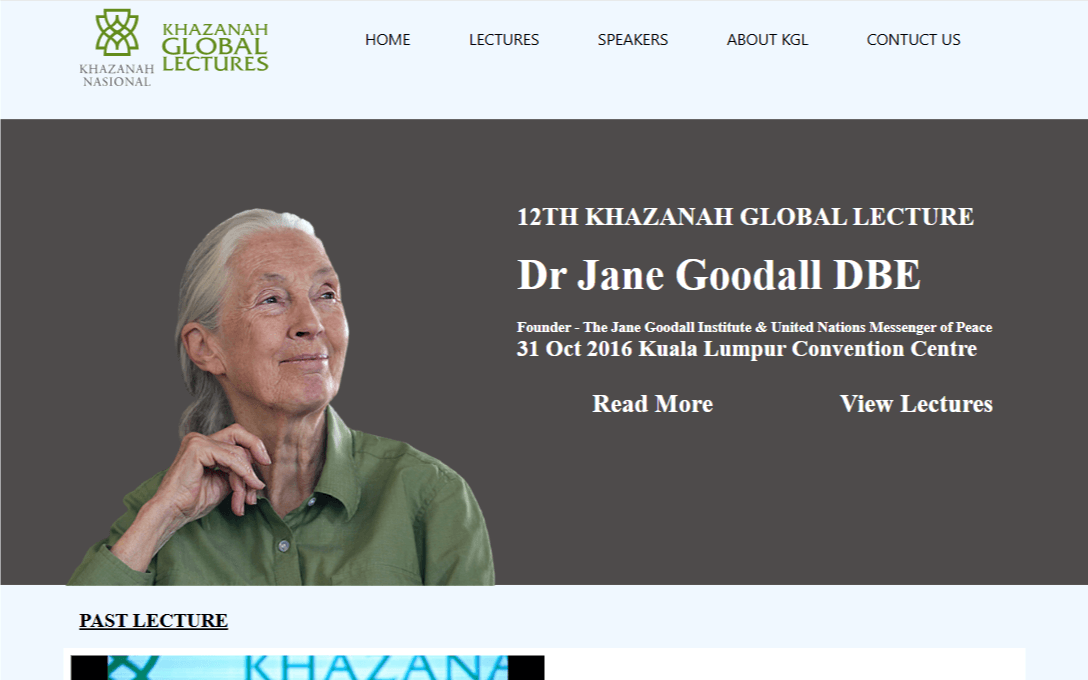 KHAZANAH
NASIONAL
KHAZANAH
GLOBAL
LECTURES
HOME LECTURES SPEAKERS ABOUT KGL CONTUCT US
12TH KHAZANAH GLOBAL LECTURE
Dr Jane Goodall DBE
Founder - The Jane Goodall Institute & United Nations Messenger of Peace
31 Oct 2016 Kuala Lumpur Convention Centre
Read More View Lectures
PAST LECTURE
KHAZANA